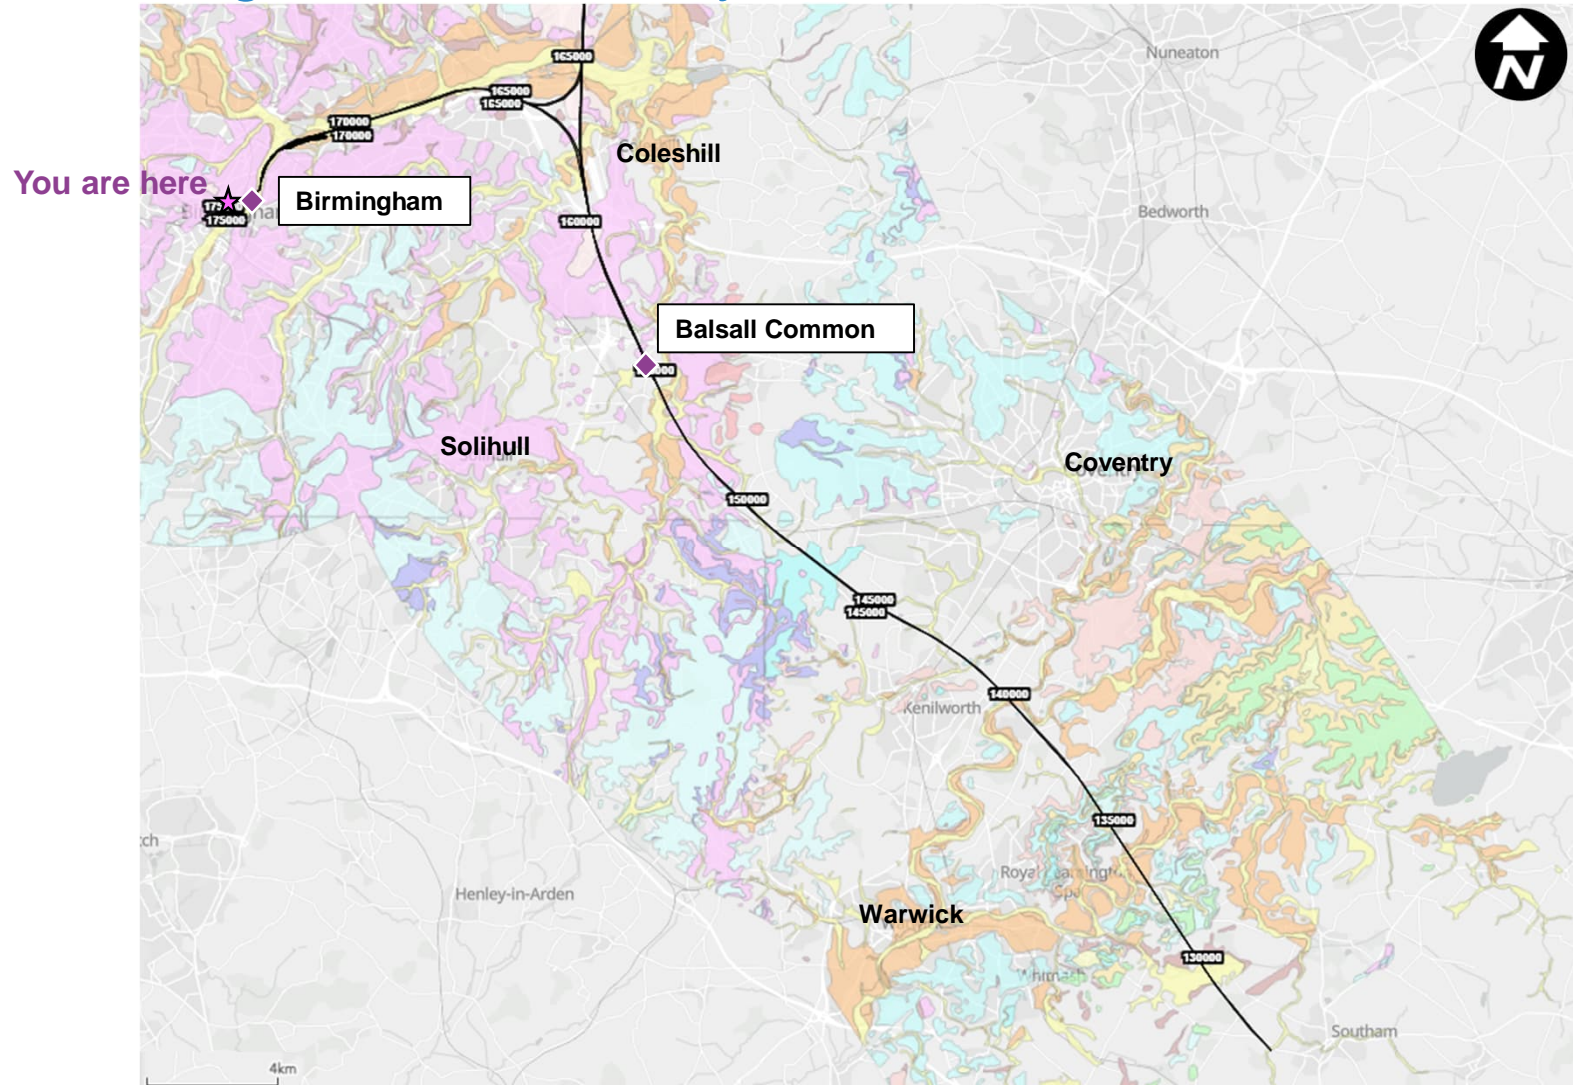 Nuneaton
N
165000
165000
165000
170000
170000
Coleshill
You are here
Birmingham
175000
160000
Bedworth
Balsall Common
Solihull
Coventry
150000
145000
145000
140000
Kenilworth
135000
Henley-in-Arden
Warwick
130000
Southam
4km